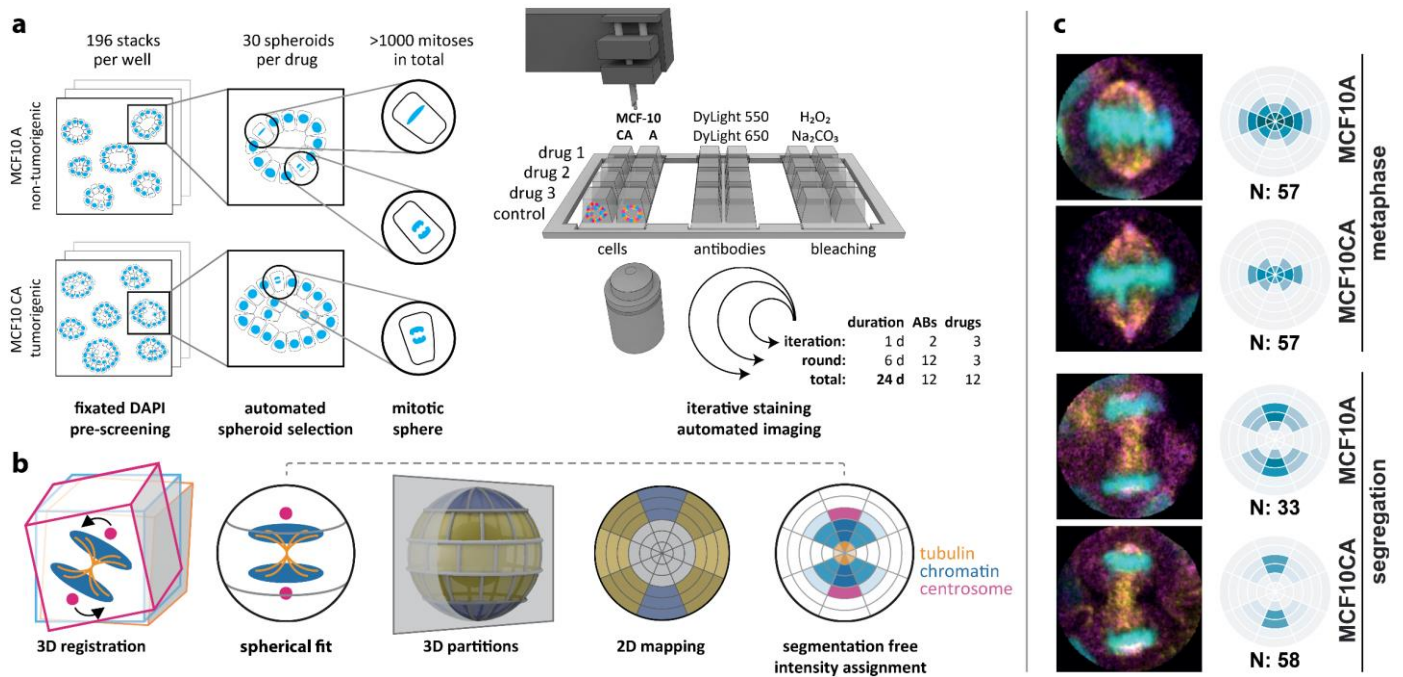 a
196 stacks
per well
30 spheroids
per drug
>1000 mitoses
in total
MCF10 A
non-tumorigenic
MCF10 CA
tumorigenic
fixated DAPI
pre-screening
automated
spheroid selection
mitotic
sphere
MCF-10
CA A
DyLight 550
DyLight 650
H₂O₂
Na₂CO₃
drug 1
drug 2
drug 3
control
cells
antibodies
bleaching
duration ABs drugs
iteration: 1 d 2 3
round: 6 d 12 3
total: 24 d 12 12
iterative staining
automated imaging
b
3D registration
spherical fit
3D partitions
2D mapping
tubulin
chromatin
centrosome
segmentation free
intensity assignment
c
MCF10A
N: 57
MCF10CA
N: 57
metaphase
MCF10A
N: 33
MCF10CA
N: 58
segregation